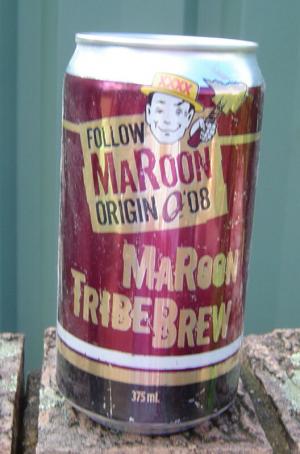 XXXX
FOLLOW
MAROON
ORIGIN Q '08
MAROON
TRIBE BREW
375 mL